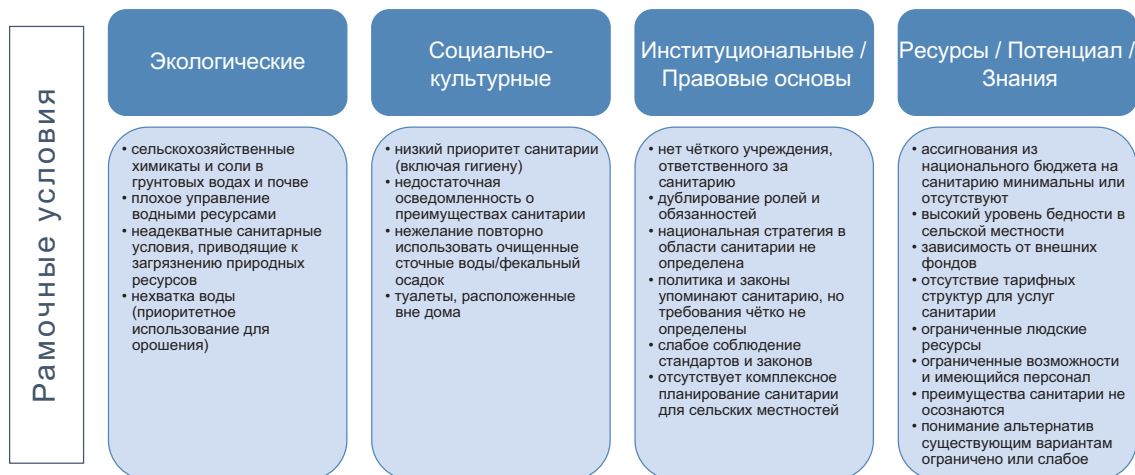 Рамочные условия
Экологические
• сельскохозяйственные
химикаты и соли в
грунтовых водах и почве
• плохое управление
водными ресурсами
• неадекватные санитарные
условия, приводящие к
загрязнению природных
ресурсов
• нехватка воды
(приоритетное
использование для
орошения)
Социально-
культурные
• низкий приоритет санитарии
(включая гигиену)
• недостаточная
осведомленность о
преимуществах санитарии
• нежелание повторно
использовать очищенные
сточные воды/фекальный
осадок
• туалеты, расположенные
вне дома
Институциональные /
Правовые основы
• нет чёткого учреждения,
ответственного за
санитарию
• дублирование ролей и
обязанностей
• национальная стратегия в
области санитарии не
определена
• политика и законы
упоминают санитарию, но
требования чётко не
определены
• слабое соблюдение
стандартов и законов
• отсутствует комплексное
планирование санитарии
для сельских местностей
Ресурсы / Потенциал /
Знания
• ассигнования из
национального бюджета на
санитарию минимальны или
отсутствуют
• высокий уровень бедности в
сельской местности
• зависимость от внешних
фондов
• отсутствие тарифных
структур для услуг
санитарии
• ограниченные людские
ресурсы
• ограниченные возможности
и имеющийся персонал
• преимущества санитарии не
осознаются
• понимание альтернатив
существующим вариантам
ограничено или слабое